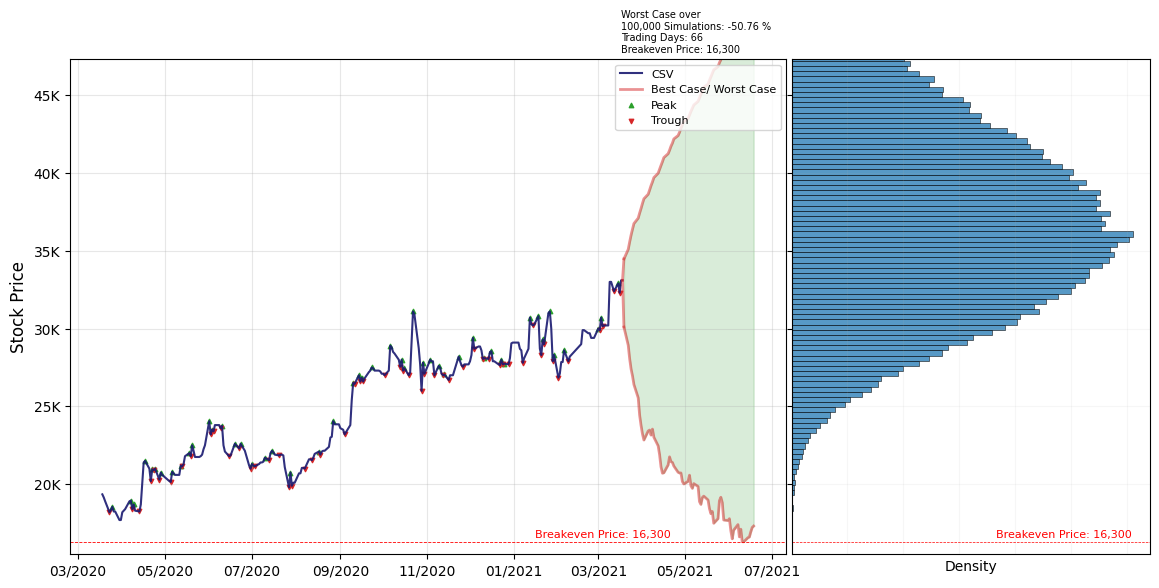 Worst Case over
100,000 Simulations: -50.76 %
Trading Days: 66
Breakeven Price: 16,300
CSV
Best Case/ Worst Case
Peak
Trough
45K
40K
35K
30K
25K
20K
Stock Price
Breakeven Price: 16,300
Breakeven Price: 16,300
03/2020 05/2020 07/2020 09/2020 11/2020 01/2021 03/2021 05/2021 07/2021
Density